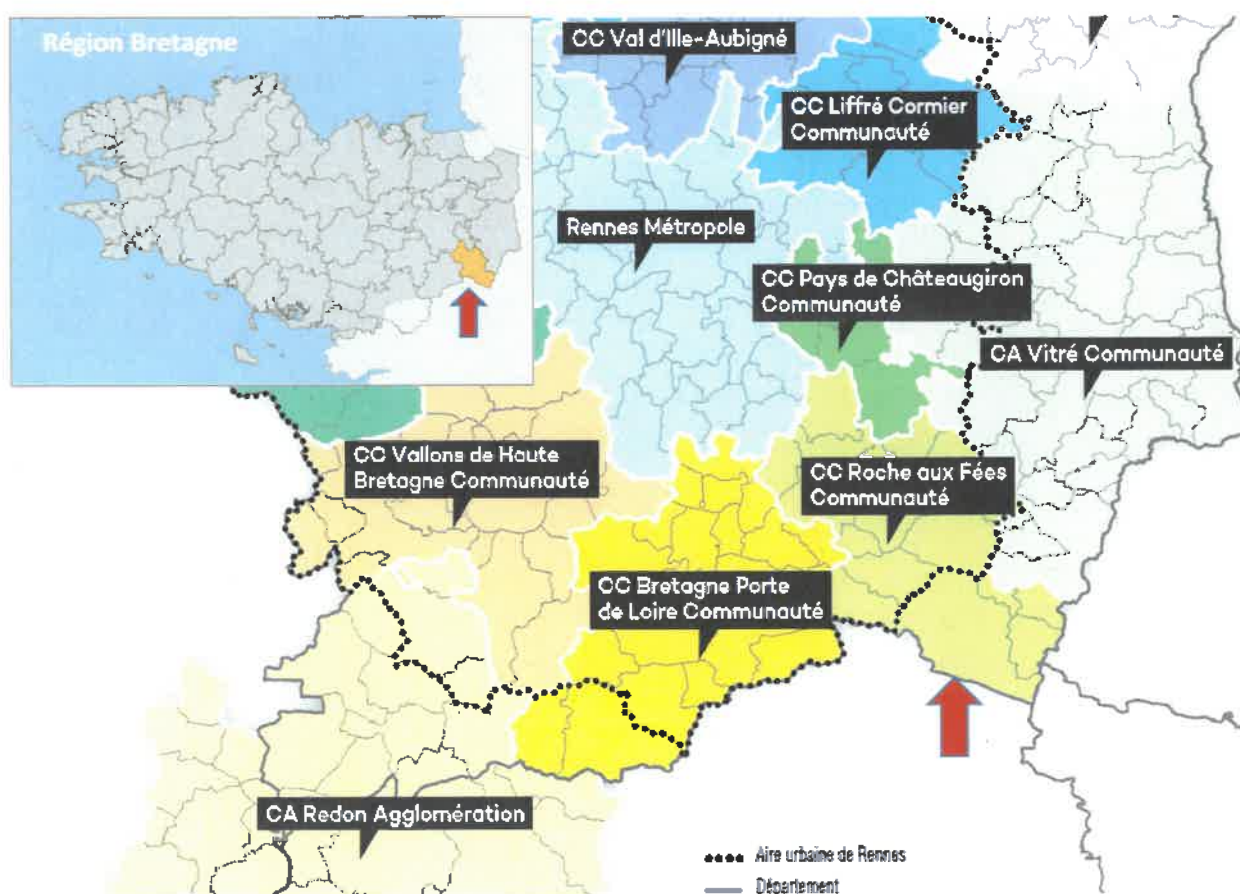 Région Bretagne
CC Val d'Ille-Aubigné
CC Liffré Cormier
Communauté
Rennes Métropole
CC Pays de Châteaugiron
Communauté
CA Vitré Communauté
CC Vallons de Haute
Bretagne Communauté
CC Roche aux Fées
Communauté
CC Bretagne Porte
de Loire Communauté
CA Redon Agglomération
Aire urbaine de Rennes
Département